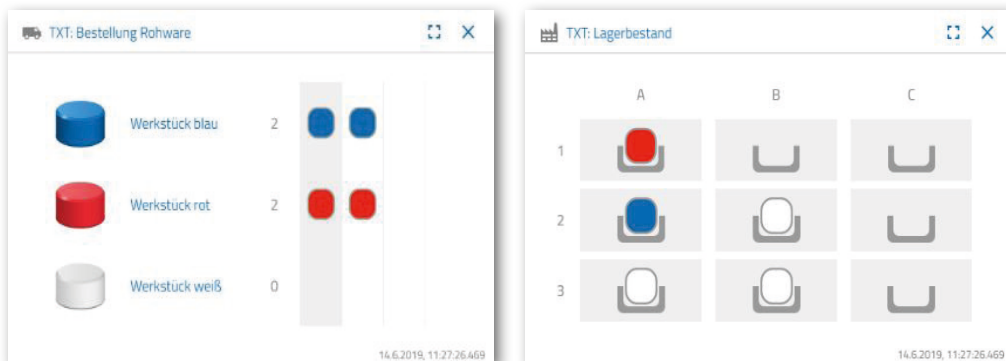 TXT: Bestellung Rohware
Werkstück blau 2
Werkstück rot 2
Werkstück weiß 0
14.6.2019, 11:27:26.469
TXT: Lagerbestand
A B C
1
2
3
14.6.2019, 11:27:26.469